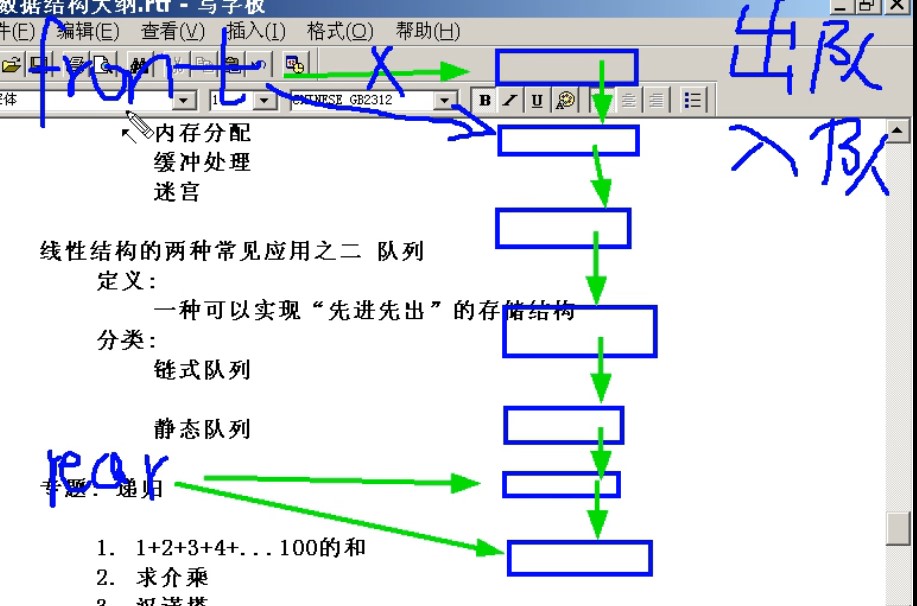 数据结构大纲.rtf - 写字板
件(F) 编辑(E) 查看(V) 插入(I) 格式(O) 帮助(H)
front X 出队
体 1 CHINESE_GB2312 B I U
入队
内存分配
缓冲处理
迷宫
线性结构的两种常见应用之二 队列
定义:
一种可以实现“先进先出”的存储结构
分类:
链式队列
静态队列
rear
专题: 递归
1. 1+2+3+4+...100的和
2. 求介乘
3. 汉诺塔